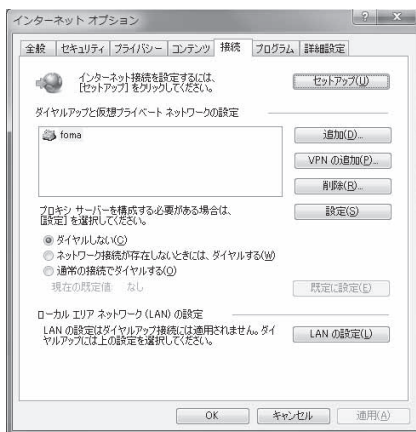 インターネット オプション
全般 セキュリティ プライバシー コンテンツ 接続 プログラム 詳細設定
インターネット接続を設定するには、
[セットアップ] をクリックしてください。
セットアップ(U)
ダイヤルアップと仮想プライベート ネットワークの設定
foma
追加(D)...
VPN の追加(P)...
削除(R)...
プロキシ サーバーを構成する必要がある場合は、
[設定] を選択してください。
設定(S)
ダイヤルしない(C)
ネットワーク接続が存在しないときには、ダイヤルする(W)
通常の接続でダイヤルする(O)
現在の既定値 なし
既定に設定(E)
ローカル エリア ネットワーク (LAN) の設定
LAN の設定はダイヤルアップ接続には適用されません。ダイ
ヤルアップには上の設定を選択してください。
LAN の設定(L)
OK キャンセル 適用(A)